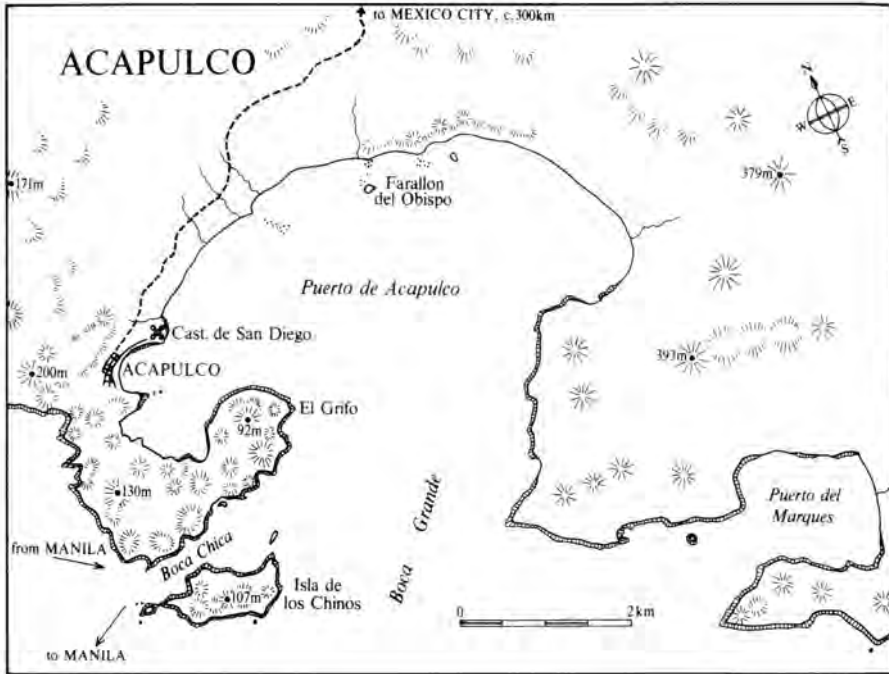 to MEXICO CITY, c.300km
ACAPULCO
N
E
W
S
171m
379m
Farallon
del Obispo
Puerto de Acapulco
Cast. de San Diego
393m
200m
ACAPULCO
El Grifo
92m
130m
Puerto del
Marques
Boca Grande
from MANILA
Boca Chica
Isla de
los Chinos
107m
0
2km
to MANILA